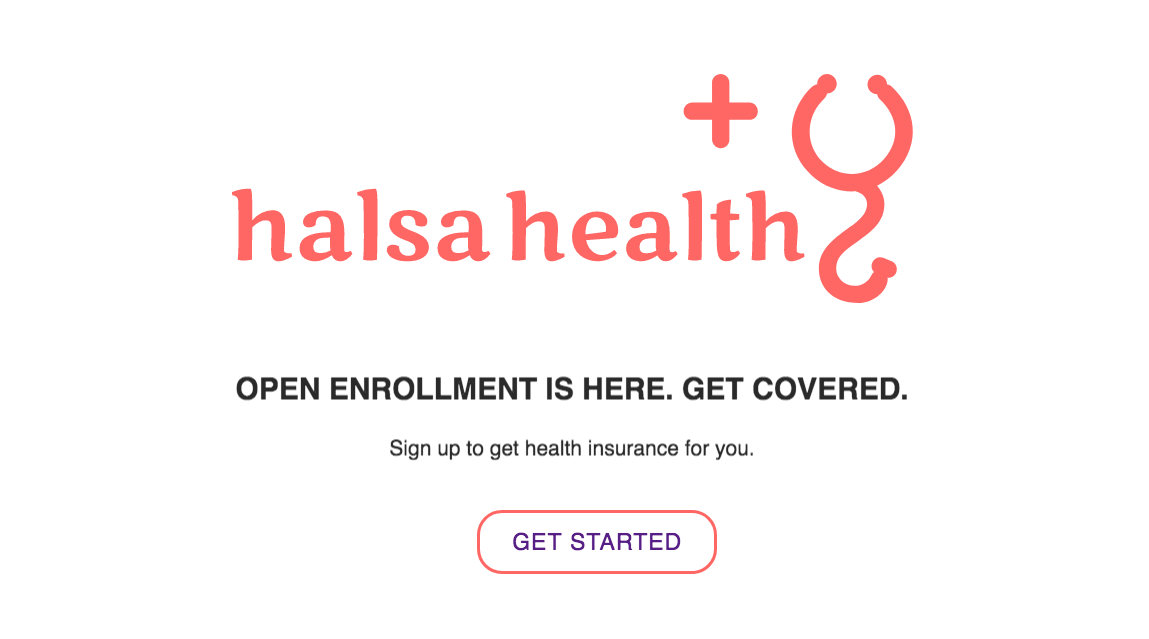 halsa health
OPEN ENROLLMENT IS HERE. GET COVERED.
Sign up to get health insurance for you.
GET STARTED